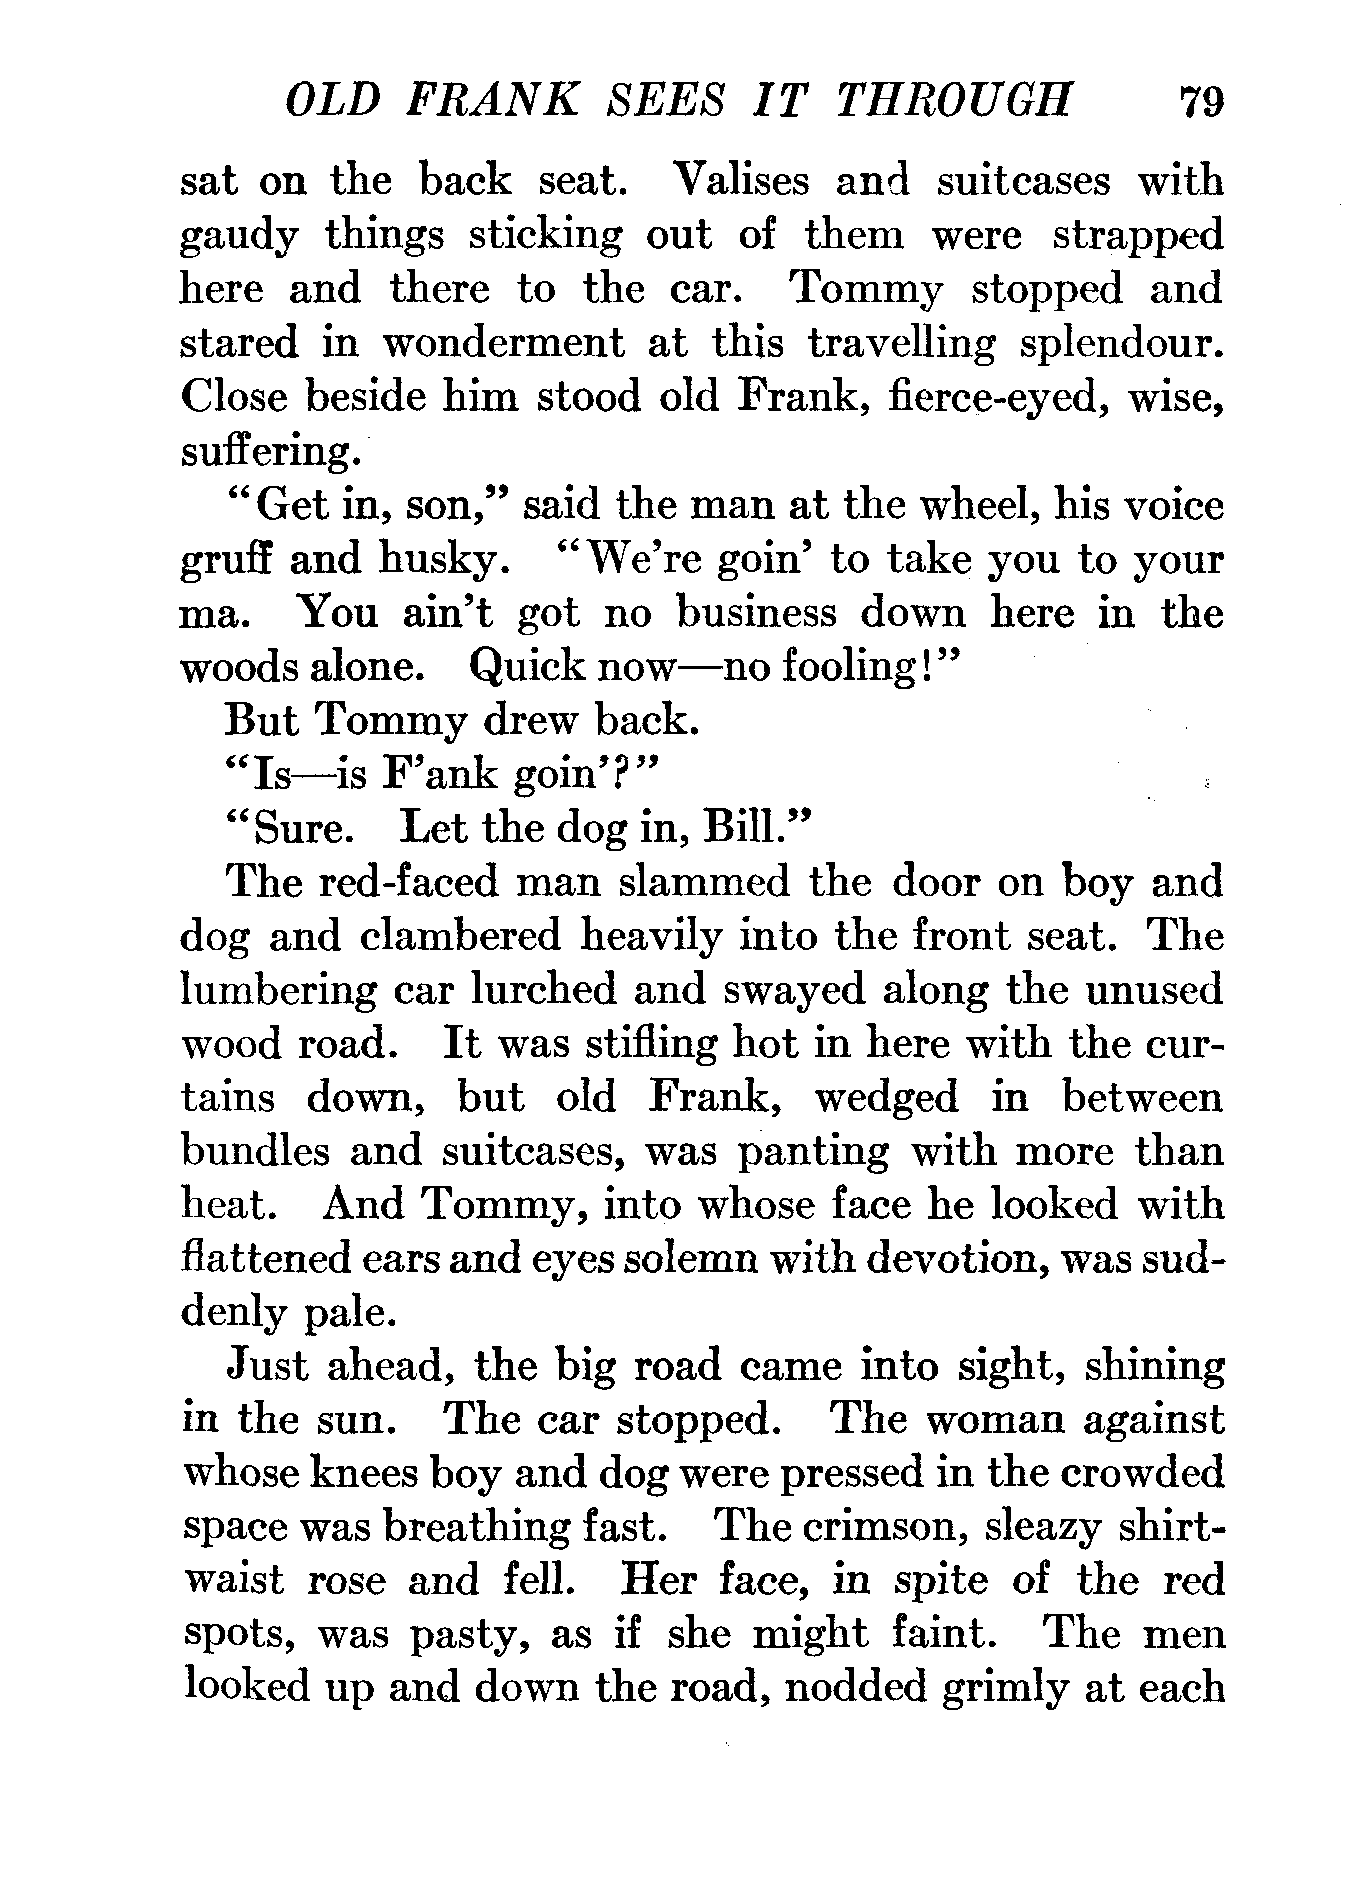 OLD FRANK SEES IT THROUGH 79
sat on the back seat. Valises and suitcases with
gaudy things sticking out of them were strapped
here and there to the car. Tommy stopped and
stared in wonderment at this travelling splendour.
Close beside him stood old Frank, fierce-eyed, wise,
suffering.
"Get in, son," said the man at the wheel, his voice
gruff and husky. "We're goin' to take you to your
ma. You ain't got no business down here in the
woods alone. Quick now—no fooling!"
But Tommy drew back.
"Is—is F'ank goin'?"
"Sure. Let the dog in, Bill."
The red-faced man slammed the door on boy and
dog and clambered heavily into the front seat. The
lumbering car lurched and swayed along the unused
wood road. It was stifling hot in here with the cur-
tains down, but old Frank, wedged in between
bundles and suitcases, was panting with more than
heat. And Tommy, into whose face he looked with
flattened ears and eyes solemn with devotion, was sud-
denly pale.
Just ahead, the big road came into sight, shining
in the sun. The car stopped. The woman against
whose knees boy and dog were pressed in the crowded
space was breathing fast. The crimson, sleazy shirt-
waist rose and fell. Her face, in spite of the red
spots, was pasty, as if she might faint. The men
looked up and down the road, nodded grimly at each